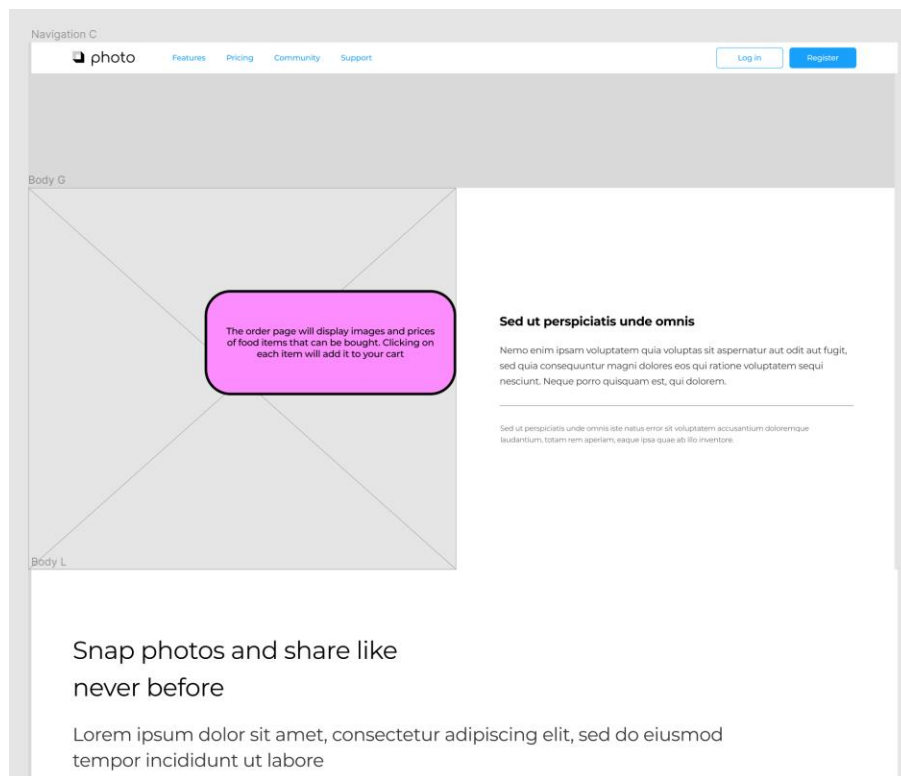 Navigation C
photo Features Pricing Community Support Log in Register
Body G
The order page will display images and prices
of food items that can be bought. Clicking on
each item will add it to your cart
Sed ut perspiciatis unde omnis
Nemo enim ipsam voluptatem quia voluptas sit aspernatur aut odit aut fugit,
sed quia consequuntur magni dolores eos qui ratione voluptatem sequi
nesciunt. Neque porro quisquam est, qui dolorem.
Sed ut perspiciatis unde omnis iste natus error sit voluptatem accusantium doloremque
laudantium, totam rem aperiam, eaque ipsa quae ab illo inventore.
Body L
Snap photos and share like
never before
Lorem ipsum dolor sit amet, consectetur adipiscing elit, sed do eiusmod
tempor incididunt ut labore